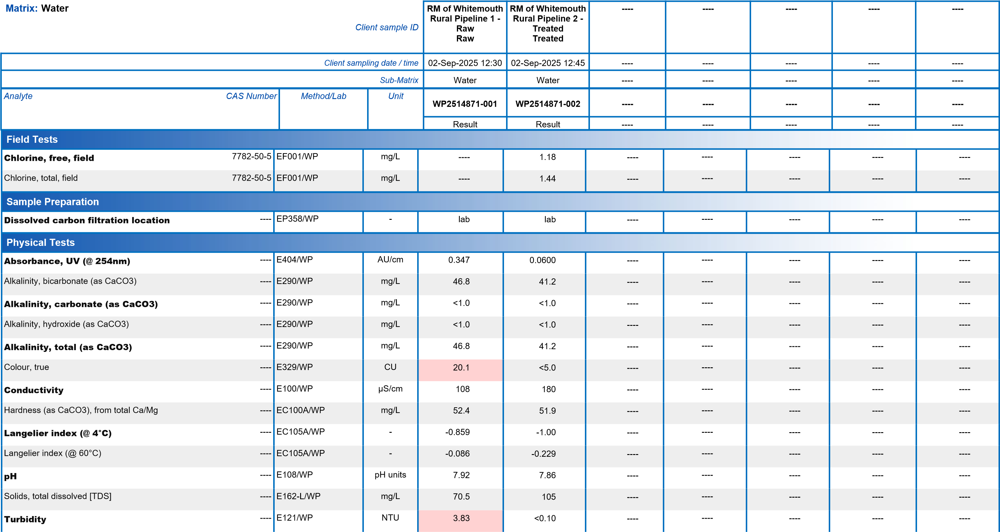 Matrix: Water
Client sample ID
RM of Whitemouth Rural Pipeline 1 - Raw Raw
RM of Whitemouth Rural Pipeline 2 - Treated Treated
---- ---- ---- ---- ----
Client sampling date / time 02-Sep-2025 12:30 02-Sep-2025 12:45 ---- ---- ---- ---- ----
Sub-Matrix Water Water ---- ---- ---- ---- ----
Analyte CAS Number Method/Lab Unit WP2514871-001 WP2514871-002 ---- ---- ---- ---- ----
Result Result ---- ---- ---- ---- ----
Field Tests
Chlorine, free, field 7782-50-5 EF001/WP mg/L ---- 1.18 ---- ---- ---- ---- ----
Chlorine, total, field 7782-50-5 EF001/WP mg/L ---- 1.44 ---- ---- ---- ---- ----
Sample Preparation
Dissolved carbon filtration location ---- EP358/WP - lab lab ---- ---- ---- ---- ----
Physical Tests
Absorbance, UV (@ 254nm) ---- E404/WP AU/cm 0.347 0.0600 ---- ---- ---- ---- ----
Alkalinity, bicarbonate (as CaCO3) ---- E290/WP mg/L 46.8 41.2 ---- ---- ---- ---- ----
Alkalinity, carbonate (as CaCO3) ---- E290/WP mg/L <1.0 <1.0 ---- ---- ---- ---- ----
Alkalinity, hydroxide (as CaCO3) ---- E290/WP mg/L <1.0 <1.0 ---- ---- ---- ---- ----
Alkalinity, total (as CaCO3) ---- E290/WP mg/L 46.8 41.2 ---- ---- ---- ---- ----
Colour, true ---- E329/WP CU 20.1 <5.0 ---- ---- ---- ---- ----
Conductivity ---- E100/WP µS/cm 108 180 ---- ---- ---- ---- ----
Hardness (as CaCO3), from total Ca/Mg ---- EC100A/WP mg/L 52.4 51.9 ---- ---- ---- ---- ----
Langelier index (@ 4°C) ---- EC105A/WP - -0.859 -1.00 ---- ---- ---- ---- ----
Langelier index (@ 60°C) ---- EC105A/WP - -0.086 -0.229 ---- ---- ---- ---- ----
pH ---- E108/WP pH units 7.92 7.86 ---- ---- ---- ---- ----
Solids, total dissolved [TDS] ---- E162-L/WP mg/L 70.5 105 ---- ---- ---- ---- ----
Turbidity ---- E121/WP NTU 3.83 <0.10 ---- ---- ---- ---- ----